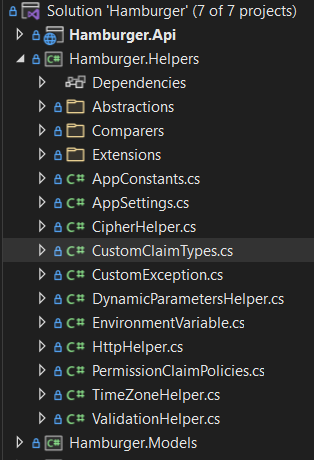 Solution 'Hamburger' (7 of 7 projects)
Hamburger.Api
C# Hamburger.Helpers
Dependencies
Abstractions
Comparers
Extensions
C# AppConstants.cs
C# AppSettings.cs
C# CipherHelper.cs
C# CustomClaimTypes.cs
C# CustomException.cs
C# DynamicParametersHelper.cs
C# EnvironmentVariable.cs
C# HttpHelper.cs
C# PermissionClaimPolicies.cs
C# TimeZoneHelper.cs
C# ValidationHelper.cs
C# Hamburger.Models